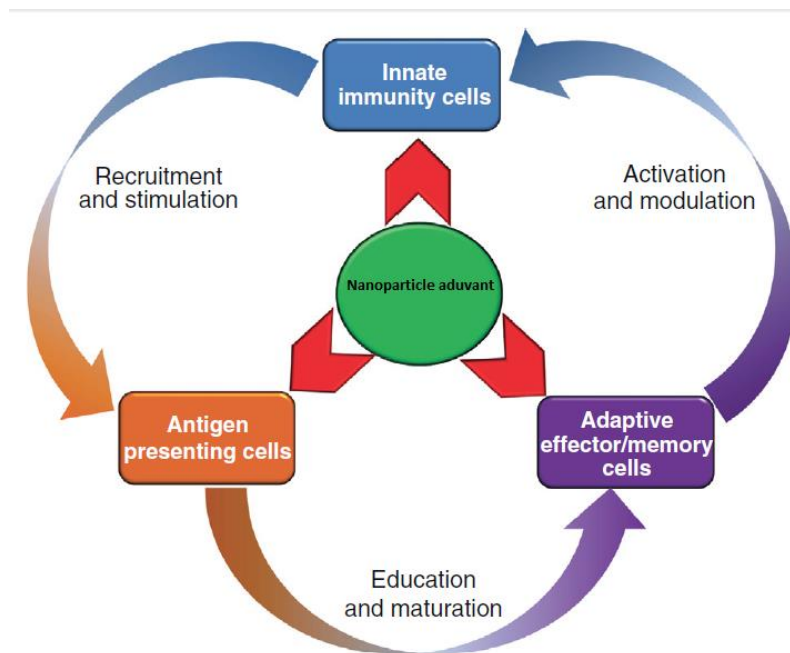 Innate
immunity cells
Recruitment
and stimulation
Activation
and modulation
Nanoparticle aduvant
Antigen
presenting cells
Adaptive
effector/memory
cells
Education
and maturation